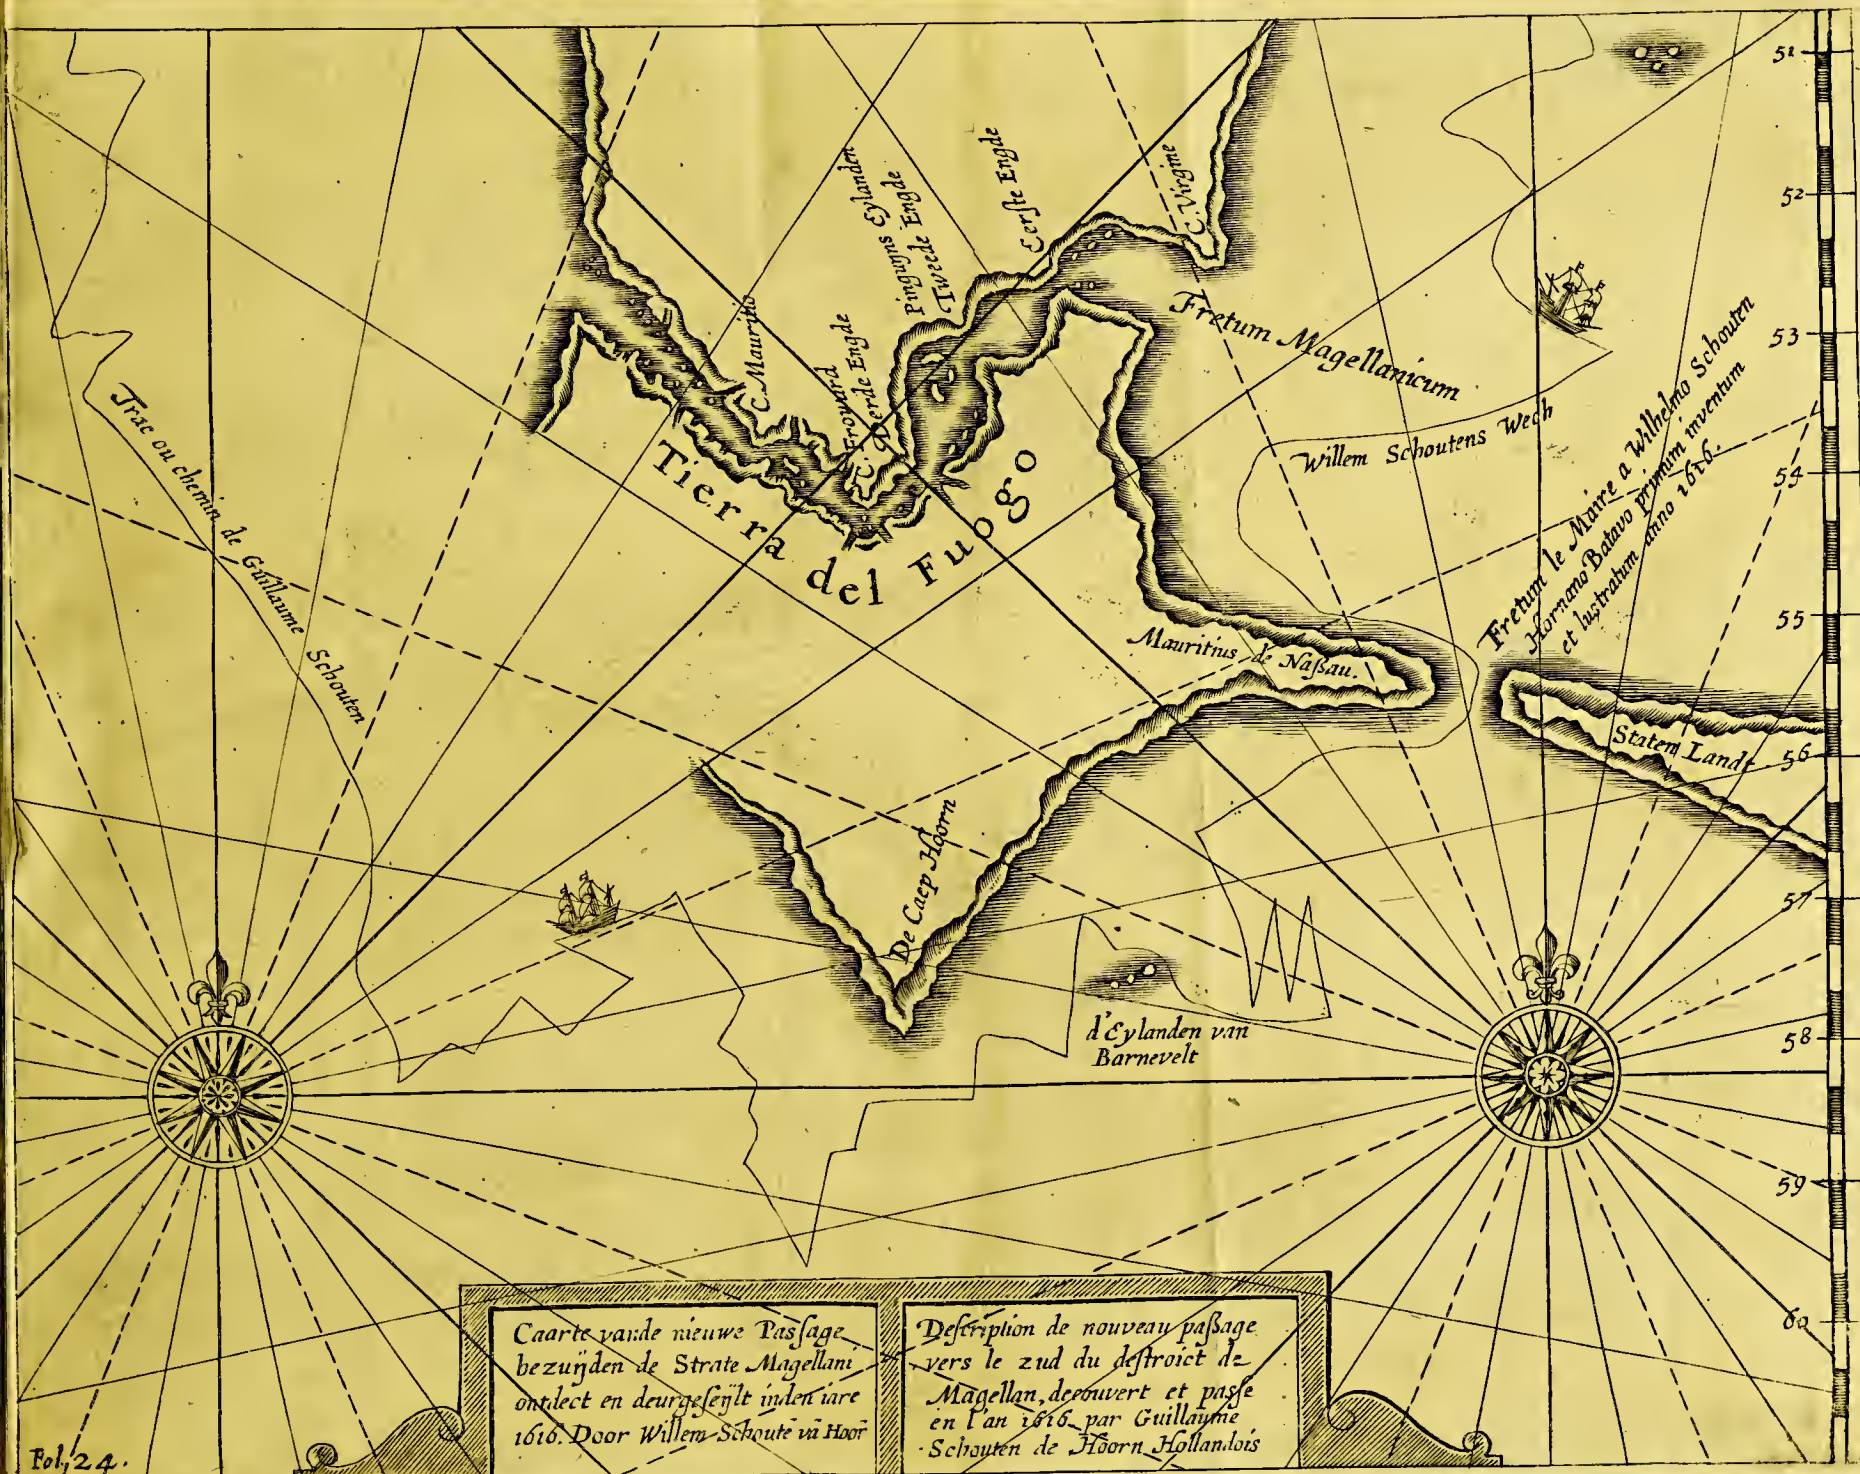 51
52
53
54
55
56
57
58
59
60
C. Virgine
Eerste Engde
Pinguyns Eylanden
Tweede Engde
C. Mauritio
C. Frouward
Derde Engde
Fretum Magellanicum
Willem Schoutens Wech
Fretum le Maire a Wilhelmo Schouten
Hornano Batavo primum inventum
et lustratum anno 1616.
Trac ou chemin de Guillaume Schouten
Tierra del Fuogo
Mauritius de Naßau.
Staten Landt
De Caep Hoorn
d'Eylanden van
Barnevelt
Caarte vande nieuwe Passage
bezuijden de Strate Magellani
ontdect en deurgeseijlt inden iare
1616. Door Willem Schoutē vā Hoor̄
Description de nouveau paßage
vers le zud du destroict de
Magellan, decouvert et passe
en l'an 1616 par Guillaume
Schouten de Hoorn Hollandois
Fol, 24.